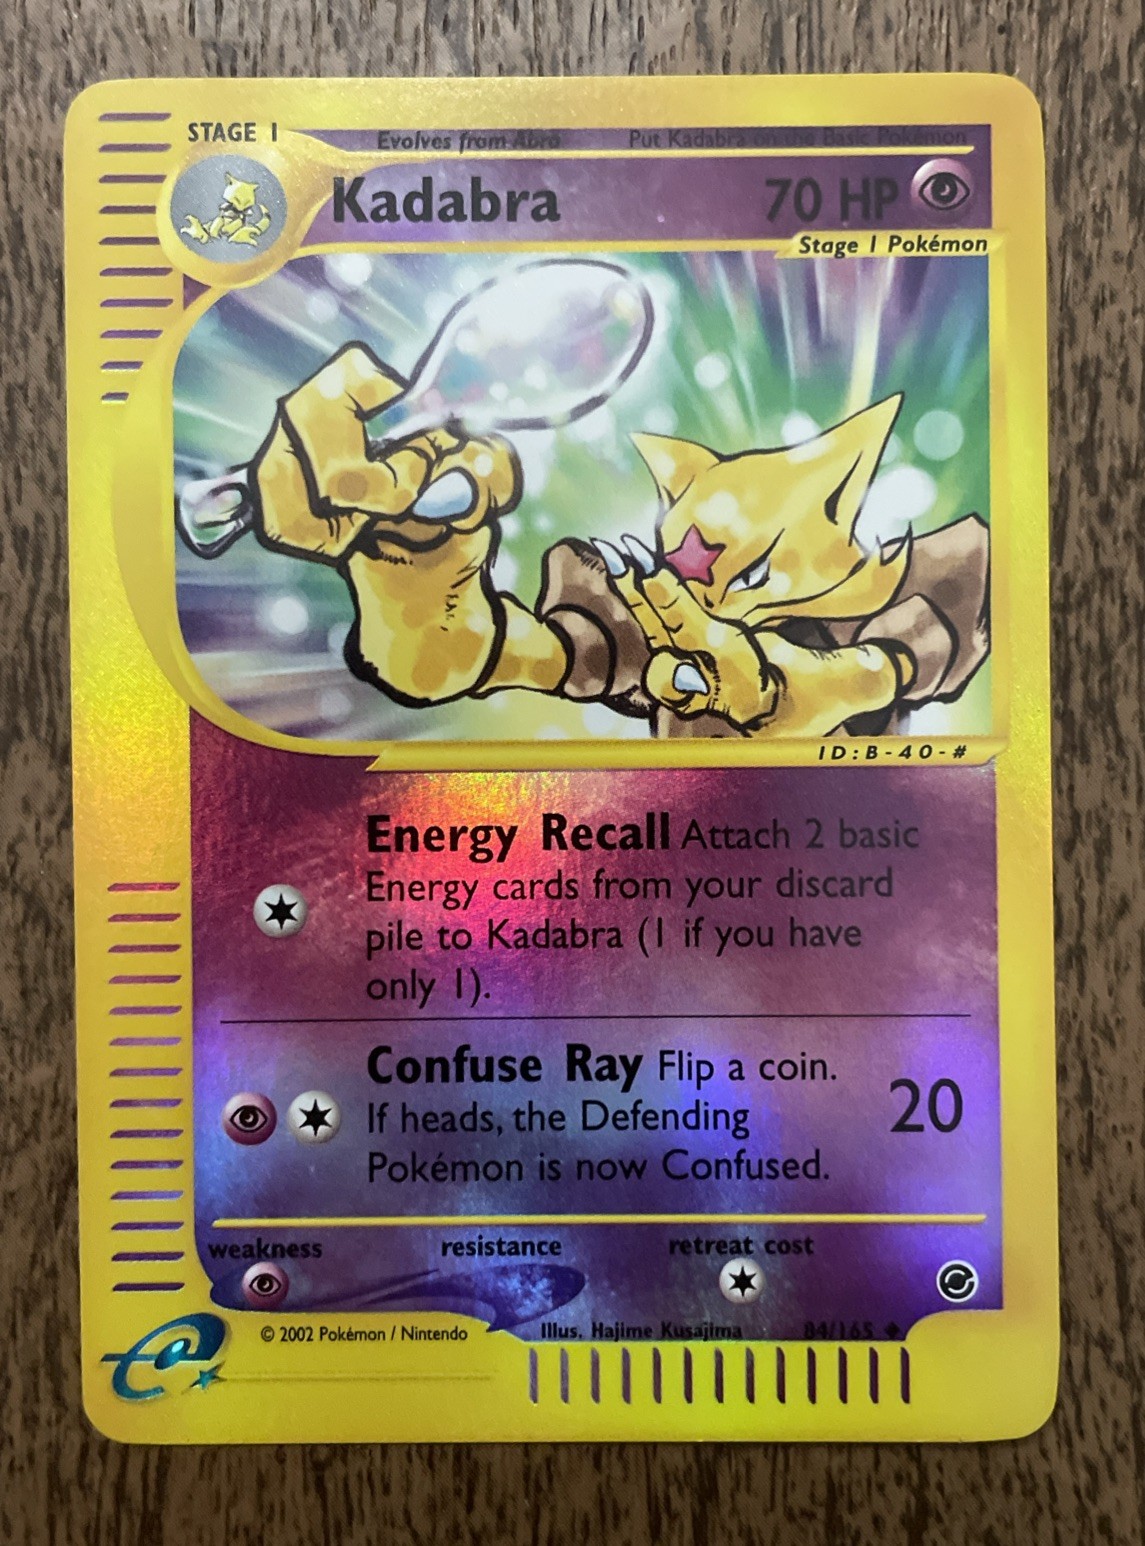 STAGE 1
Evolves from Abra Put Kadabra on the Basic Pokémon
Kadabra 70 HP
Stage 1 Pokémon
ID:B-40-#
Energy Recall Attach 2 basic
Energy cards from your discard
pile to Kadabra (1 if you have
only 1).
Confuse Ray Flip a coin.
If heads, the Defending
Pokémon is now Confused.
20
weakness resistance retreat cost
© 2002 Pokémon / Nintendo Illus. Hajime Kusajima 84/165
e